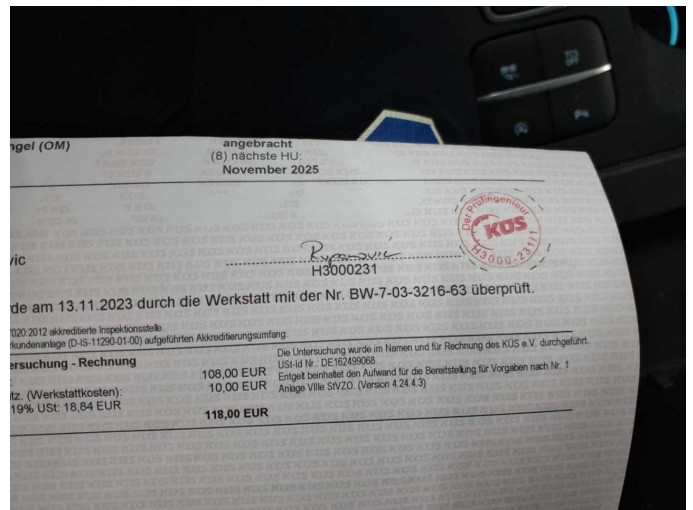 ngel (OM)
angebracht
(8) nächste HU:
November 2025
Der Prüfingenieur
KÜS
H3000-231/1
vic
H3000231
rde am 13.11.2023 durch die Werkstatt mit der Nr. BW-7-03-3216-63 überprüft.
7020:2012 akkreditierte Inspektionsstelle.
rkundenanlage (D-IS-11290-01-00) aufgeführten Akkreditierungsumfang.
ersuchung - Rechnung
108,00 EUR
tz. (Werkstattkosten):
10,00 EUR
19% USt: 18,84 EUR
118,00 EUR
Die Untersuchung wurde im Namen und für Rechnung des KÜS e.V. durchgeführt.
USt-Id Nr.: DE162499068
Entgelt beinhaltet den Aufwand für die Bereitstellung für Vorgaben nach Nr. 1
Anlage VIIIe StVZO. (Version 4.24.4.3)